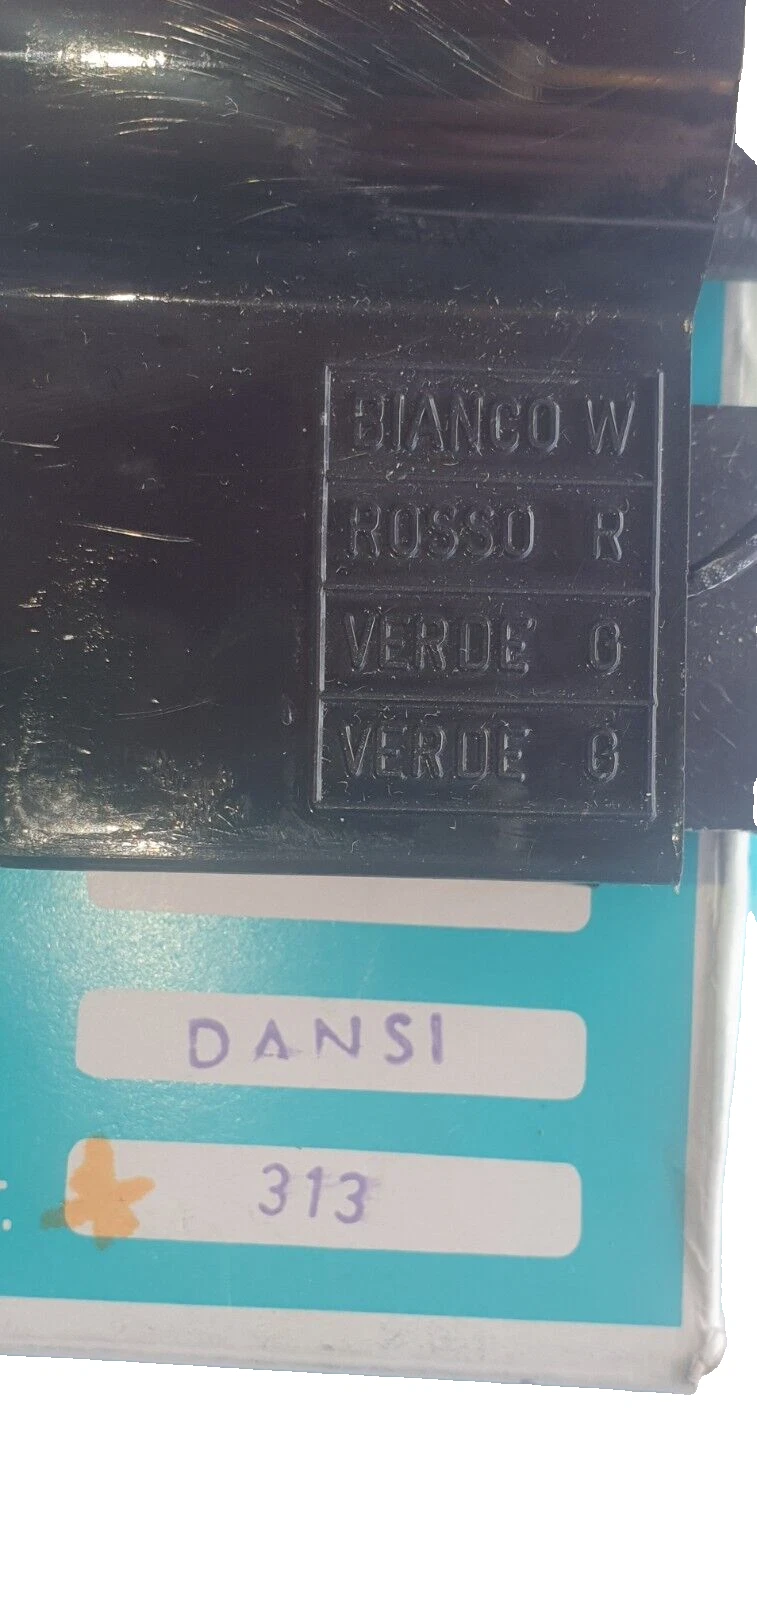 BIANCO W
ROSSO R
VERDE G
VERDE G
DANSI
313